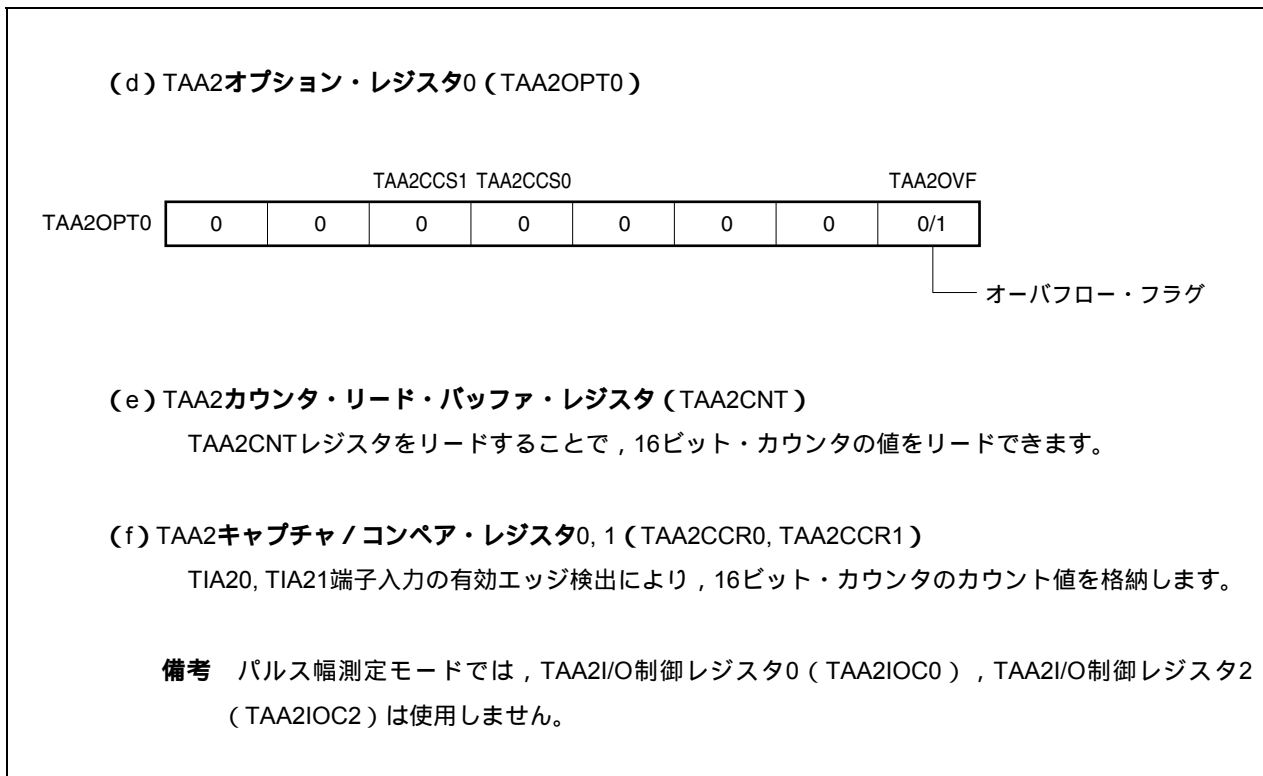 （d）TAA2オプション・レジスタ0（TAA2OPT0）
TAA2CCS1 TAA2CCS0 TAA2OVF
TAA2OPT0 0 0 0 0 0 0 0 0/1
オーバフロー・フラグ
（e）TAA2カウンタ・リード・バッファ・レジスタ（TAA2CNT）
TAA2CNTレジスタをリードすることで，16ビット・カウンタの値をリードできます。
（f）TAA2キャプチャ／コンペア・レジスタ0, 1（TAA2CCR0, TAA2CCR1）
TIA20, TIA21端子入力の有効エッジ検出により，16ビット・カウンタのカウント値を格納します。
備考　パルス幅測定モードでは，TAA2I/O制御レジスタ0（TAA2IOC0），TAA2I/O制御レジスタ2
（TAA2IOC2）は使用しません。